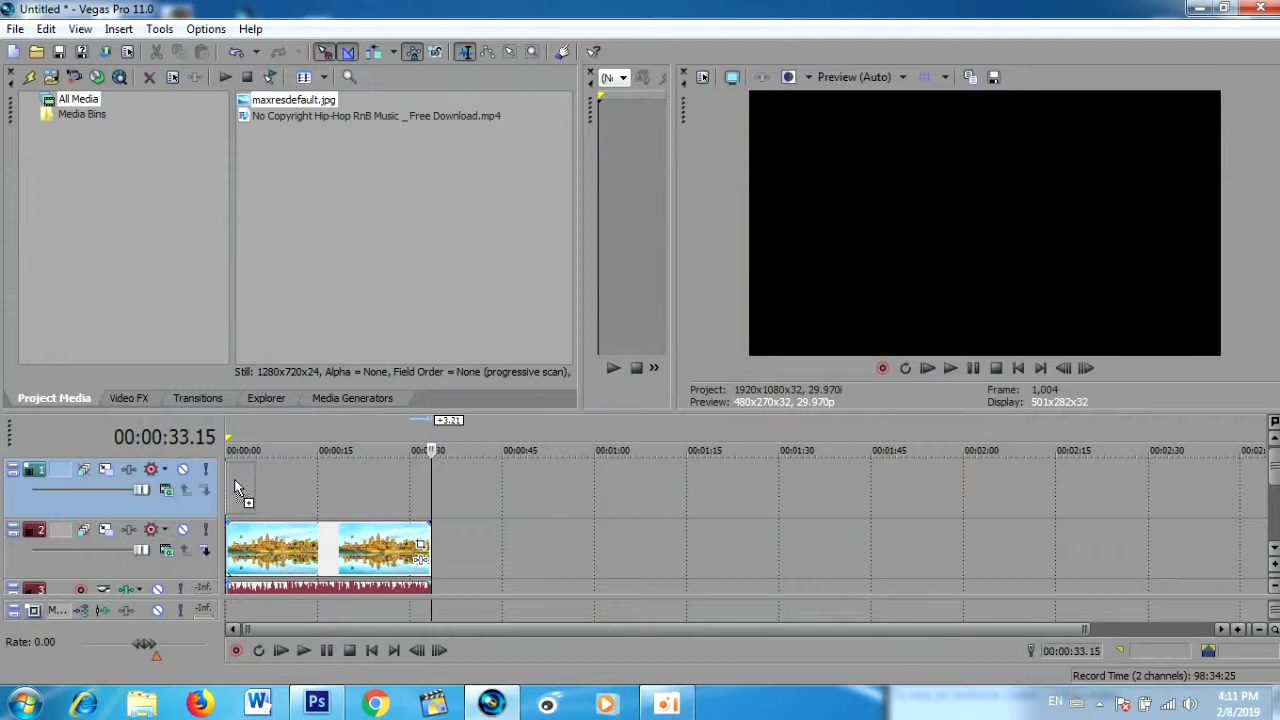 Untitled * - Vegas Pro 11.0
File Edit View Insert Tools Options Help
Preview (Auto)
All Media
Media Bins
maxresdefault.jpg
No Copyright Hip-Hop RnB Music _ Free Download.mp4
Still: 1280x720x24, Alpha = None, Field Order = None (progressive scan),
Project Media Video FX Transitions Explorer Media Generators
Project: 1920x1080x32, 29.970i Frame: 1,004
Preview: 480x270x32, 29.970p Display: 501x282x32
+3.21
00:00:33.15
00:00:00 00:00:15 00:00:30 00:00:45 00:01:00 00:01:15 00:01:30 00:01:45 00:02:00 00:02:15 00:02:30 00:02:
1
2
3 -Inf.
M... -Inf.
Rate: 0.00
00:00:33.15
Record Time (2 channels): 98:34:25
EN 4:11 PM
2/8/2019